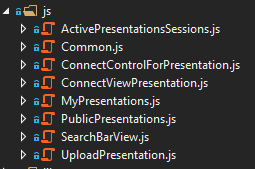 js
ActivePresentationsSessions.js
Common.js
ConnectControlForPresentation.js
ConnectViewPresentation.js
MyPresentations.js
PublicPresentations.js
SearchBarView.js
UploadPresentation.js